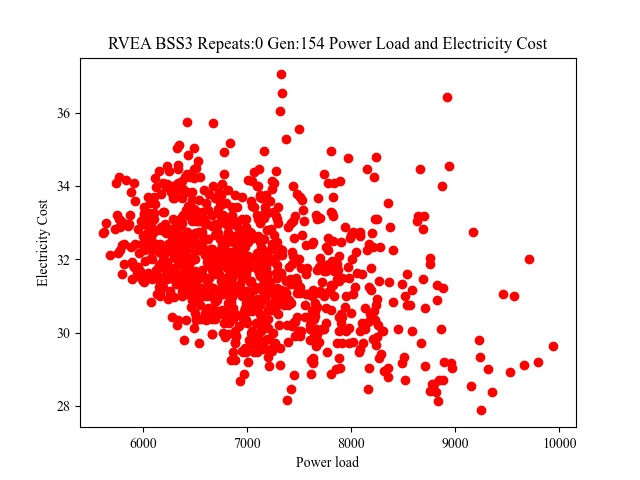 RVEA BSS3 Repeats:0 Gen:154 Power Load and Electricity Cost
36
34
32
30
28
Electricity Cost
6000 7000 8000 9000 10000
Power load